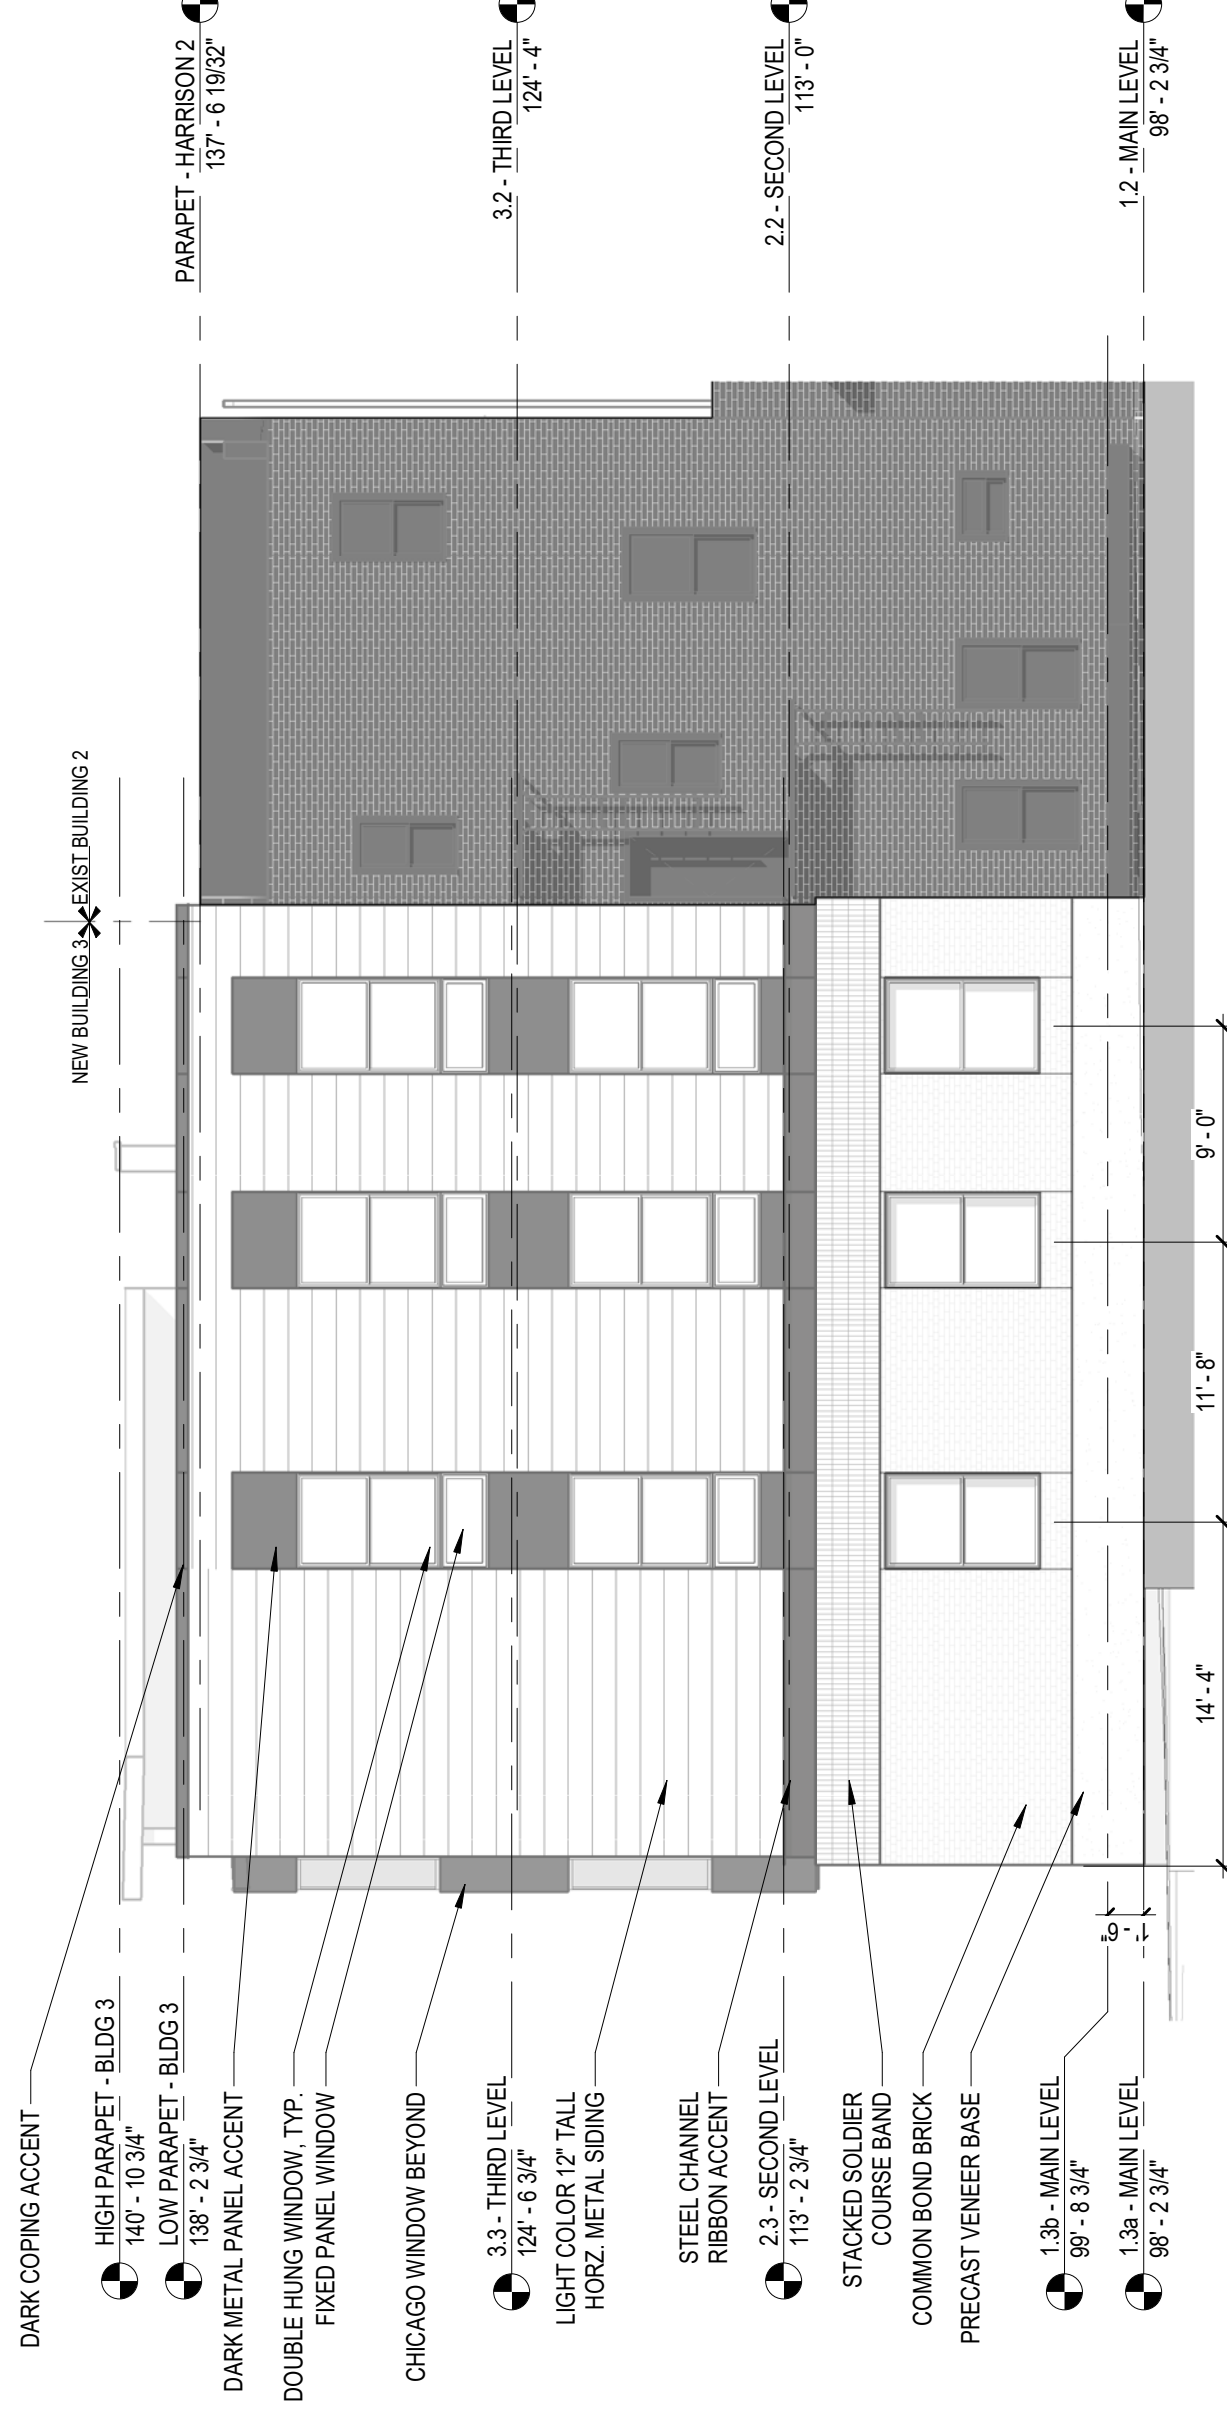 DARK COPING ACCENT
HIGH PARAPET - BLDG 3
140' - 10 3/4"
LOW PARAPET - BLDG 3
138' - 2 3/4"
DARK METAL PANEL ACCENT
DOUBLE HUNG WINDOW, TYP.
FIXED PANEL WINDOW
CHICAGO WINDOW BEYOND
3.3 - THIRD LEVEL
124' - 6 3/4"
LIGHT COLOR 12" TALL
HORZ. METAL SIDING
STEEL CHANNEL
RIBBON ACCENT
2.3 - SECOND LEVEL
113' - 2 3/4"
STACKED SOLDIER
COURSE BAND
COMMON BOND BRICK
PRECAST VENEER BASE
1.3b - MAIN LEVEL
99' - 8 3/4"
1.3a - MAIN LEVEL
98' - 2 3/4"
1' - 6"
14' - 4"
11' - 8"
9' - 0"
NEW BUILDING 3
EXIST BUILDING 2
PARAPET - HARRISON 2
137' - 6 19/32"
3.2 - THIRD LEVEL
124' - 4"
2.2 - SECOND LEVEL
113' - 0"
1.2 - MAIN LEVEL
98' - 2 3/4"